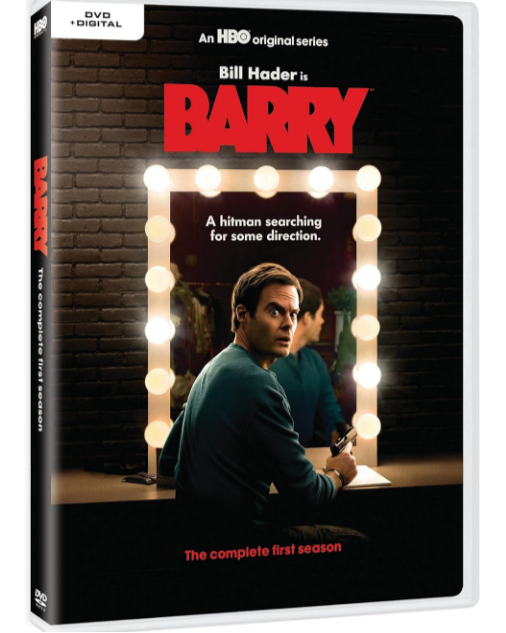 HBO
DVD
+DIGITAL
An HBO original series
Bill Hader is
BARRY
A hitman searching
for some direction.
The complete first season
BARRY
The complete first season
DVD